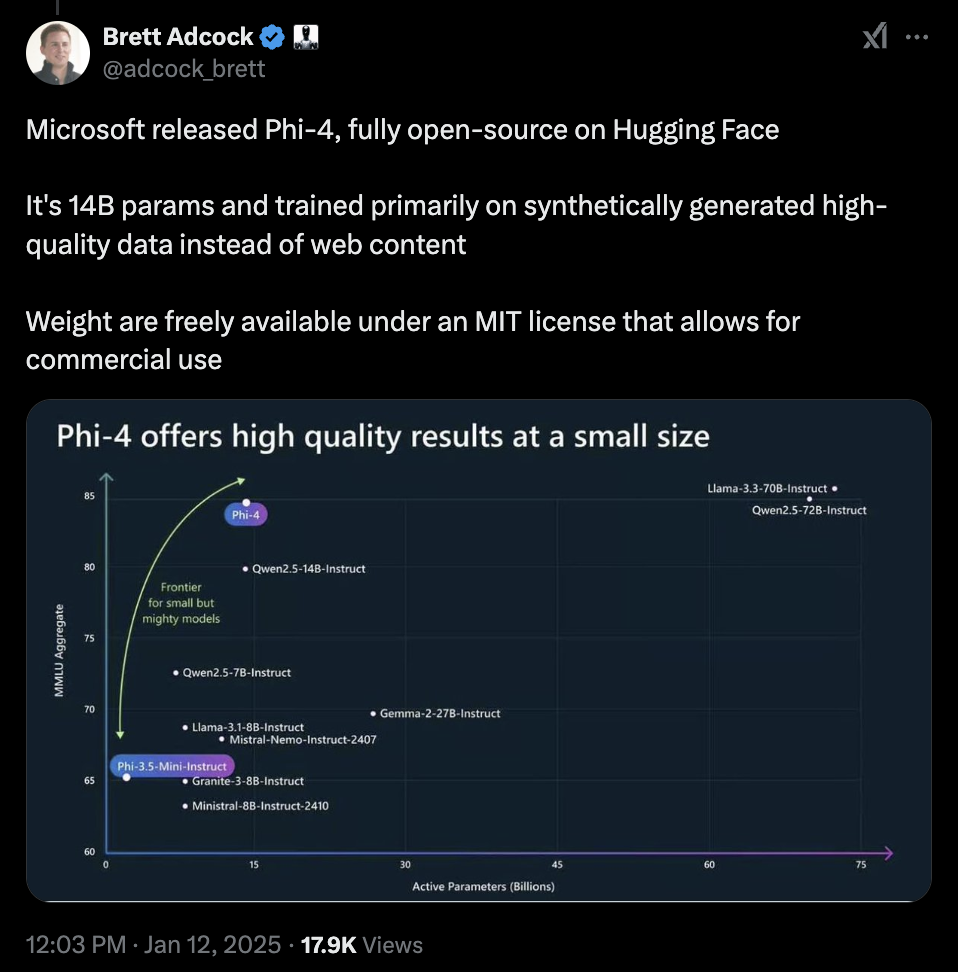 Brett Adcock
@adcock_brett
Microsoft released Phi-4, fully open-source on Hugging Face
It's 14B params and trained primarily on synthetically generated high-
quality data instead of web content
Weight are freely available under an MIT license that allows for
commercial use
Phi-4 offers high quality results at a small size
85
80
75
70
65
60
MMLU Aggregate
Llama-3.3-70B-Instruct
Qwen2.5-72B-Instruct
Phi-4
Qwen2.5-14B-Instruct
Frontier
for small but
mighty models
Qwen2.5-7B-Instruct
Gemma-2-27B-Instruct
Llama-3.1-8B-Instruct
Mistral-Nemo-Instruct-2407
Phi-3.5-Mini-Instruct
Granite-3-8B-Instruct
Ministral-8B-Instruct-2410
0
15
30
45
60
75
Active Parameters (Billions)
12:03 PM · Jan 12, 2025 · 17.9K Views